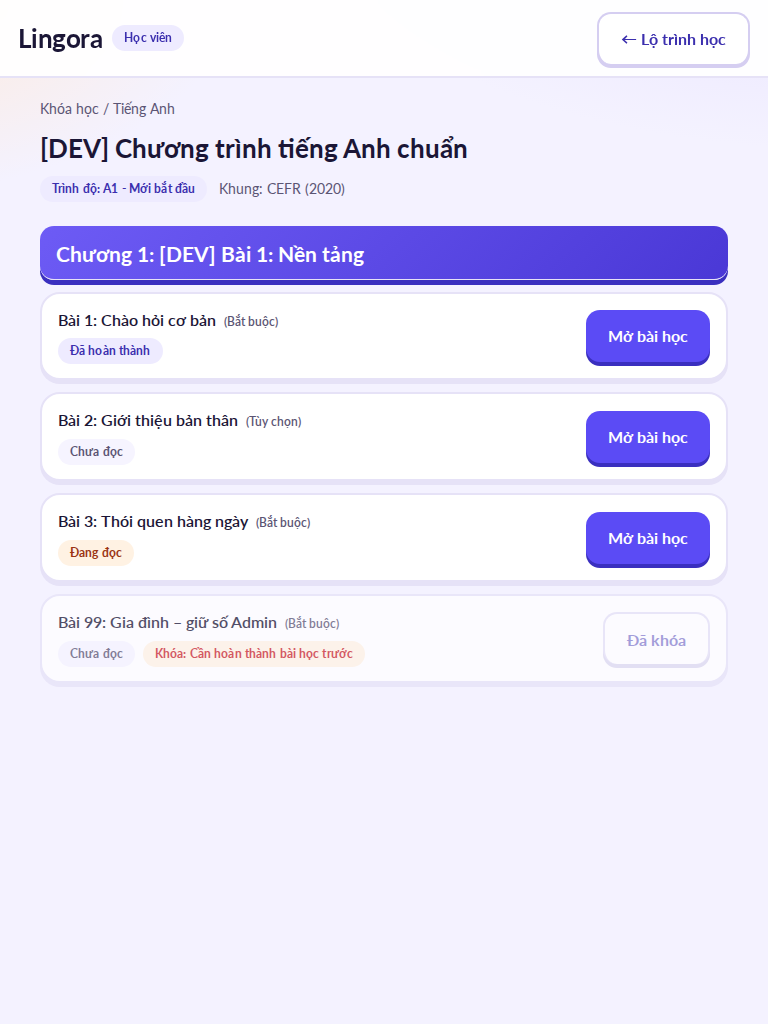 Lingora Học viên ← Lộ trình học
Khóa học / Tiếng Anh
[DEV] Chương trình tiếng Anh chuẩn
Trình độ: A1 - Mới bắt đầu Khung: CEFR (2020)
Chương 1: [DEV] Bài 1: Nền tảng
Bài 1: Chào hỏi cơ bản (Bắt buộc)
Đã hoàn thành
Mở bài học
Bài 2: Giới thiệu bản thân (Tùy chọn)
Chưa đọc
Mở bài học
Bài 3: Thói quen hàng ngày (Bắt buộc)
Đang đọc
Mở bài học
Bài 99: Gia đình – giữ số Admin (Bắt buộc)
Chưa đọc Khóa: Cần hoàn thành bài học trước
Đã khóa